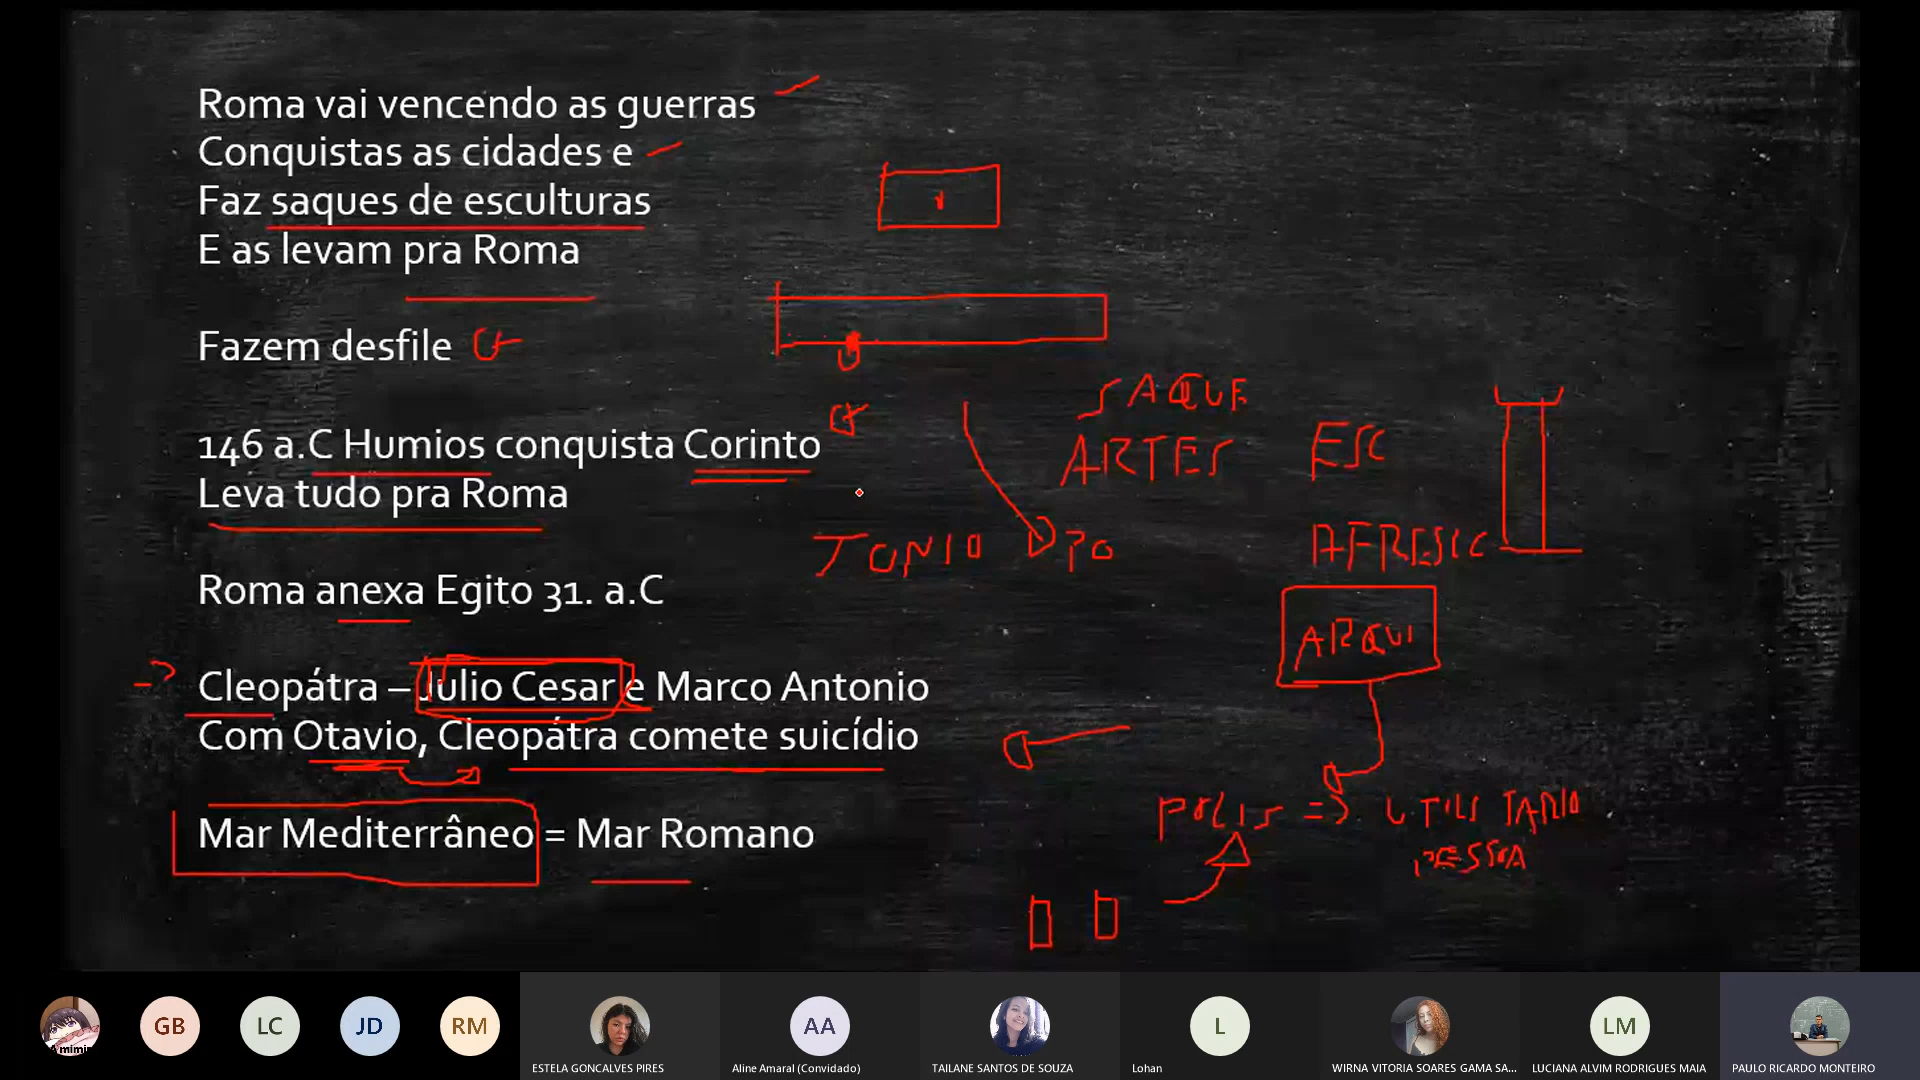 Roma vai vencendo as guerras
Conquistas as cidades e
Faz saques de esculturas
E as levam pra Roma
Fazem desfile
146 a.C Humios conquista Corinto
Leva tudo pra Roma
Roma anexa Egito 31. a.C
Cleopátra – Júlio Cesar e Marco Antonio
Com Otavio, Cleopátra comete suicídio
Mar Mediterrâneo = Mar Romano
SAQUE
ARTES ESC
AFRESC
ARQUI
POLIS => UTILITARIO
GB
LC
JD
RM
AA
L
LM
ESTELA GONCALVES PIRES
Aline Amaral (Convidado)
TAILANE SANTOS DE SOUZA
Lohan
WIRNA VITORIA SOARES GAMA SA...
LUCIANA ALVIM RODRIGUES MAIA
PAULO RICARDO MONTEIRO